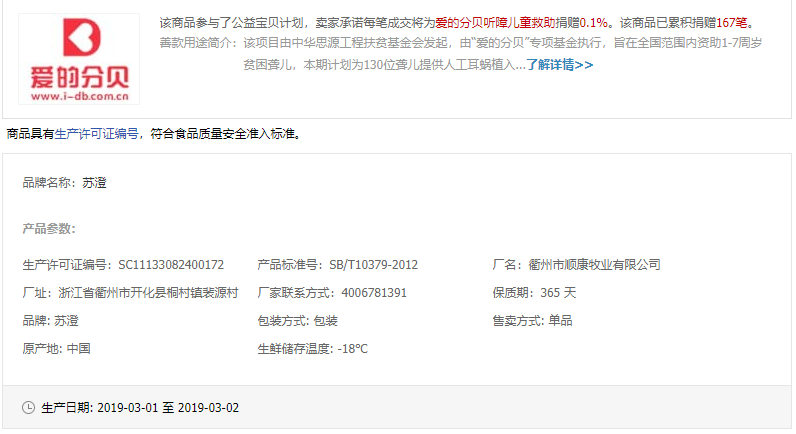 该商品参与了公益宝贝计划，卖家承诺每笔成交将为爱的分贝听障儿童救助捐赠0.1%。该商品已累积捐赠167笔。
善款用途简介：该项目由中华思源工程扶贫基金会发起，由“爱的分贝”专项基金执行，旨在全国范围内资助1-7周岁
贫困聋儿，本期计划为130位聋儿提供人工耳蜗植入...了解详情>>
爱的分贝
www.i-db.com.cn
商品具有生产许可证编号，符合食品质量安全准入标准。
品牌名称：苏澄
产品参数：
生产许可证编号：SC11133082400172 产品标准号：SB/T10379-2012 厂名：衢州市顺康牧业有限公司
厂址：浙江省衢州市开化县桐村镇裴源村 厂家联系方式：4006781391 保质期：365 天
品牌: 苏澄 包装方式: 包装 售卖方式: 单品
原产地: 中国 生鲜储存温度: -18℃
生产日期: 2019-03-01 至 2019-03-02